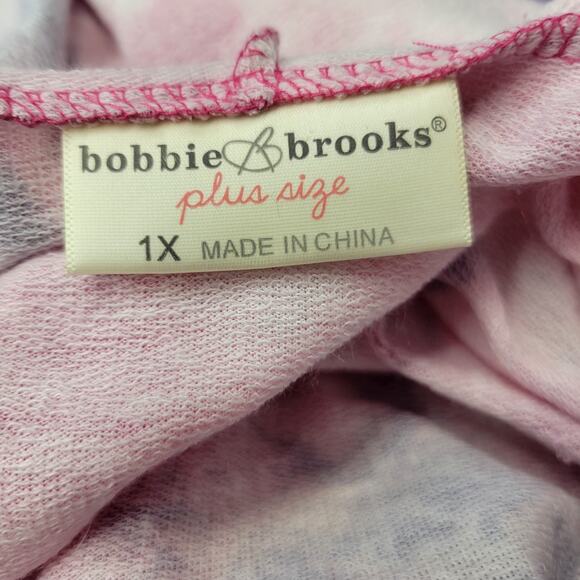 bobbie B brooks®
plus size
1X MADE IN CHINA